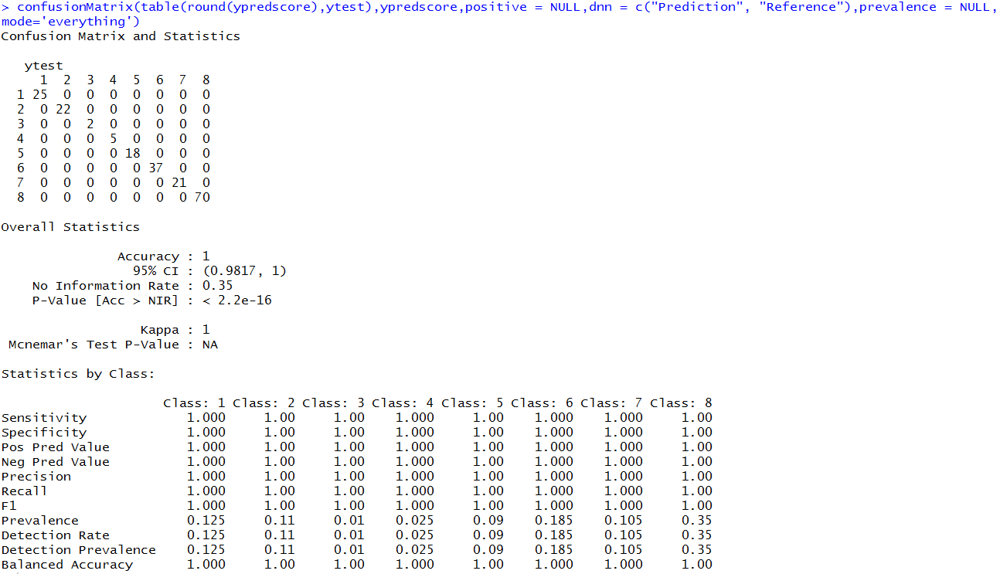 > confusionMatrix(table(round(ypredscore),ytest),ypredscore,positive = NULL,dnn = c("Prediction", "Reference"),prevalence = NULL,
mode='everything')
Confusion Matrix and Statistics

   ytest
     1  2  3  4  5  6  7  8
  1 25  0  0  0  0  0  0  0
  2  0 22  0  0  0  0  0  0
  3  0  0  2  0  0  0  0  0
  4  0  0  0  5  0  0  0  0
  5  0  0  0  0 18  0  0  0
  6  0  0  0  0  0 37  0  0
  7  0  0  0  0  0  0 21  0
  8  0  0  0  0  0  0  0 70

Overall Statistics

               Accuracy : 1
                 95% CI : (0.9817, 1)
    No Information Rate : 0.35
    P-Value [Acc > NIR] : < 2.2e-16

                  Kappa : 1
 Mcnemar's Test P-Value : NA

Statistics by Class:

                     Class: 1 Class: 2 Class: 3 Class: 4 Class: 5 Class: 6 Class: 7 Class: 8
Sensitivity             1.000     1.00     1.00    1.000     1.00    1.000    1.000     1.00
Specificity             1.000     1.00     1.00    1.000     1.00    1.000    1.000     1.00
Pos Pred Value          1.000     1.00     1.00    1.000     1.00    1.000    1.000     1.00
Neg Pred Value          1.000     1.00     1.00    1.000     1.00    1.000    1.000     1.00
Precision               1.000     1.00     1.00    1.000     1.00    1.000    1.000     1.00
Recall                  1.000     1.00     1.00    1.000     1.00    1.000    1.000     1.00
F1                      1.000     1.00     1.00    1.000     1.00    1.000    1.000     1.00
Prevalence              0.125     0.11     0.01    0.025     0.09    0.185    0.105     0.35
Detection Rate          0.125     0.11     0.01    0.025     0.09    0.185    0.105     0.35
Detection Prevalence    0.125     0.11     0.01    0.025     0.09    0.185    0.105     0.35
Balanced Accuracy       1.000     1.00     1.00    1.000     1.00    1.000    1.000     1.00